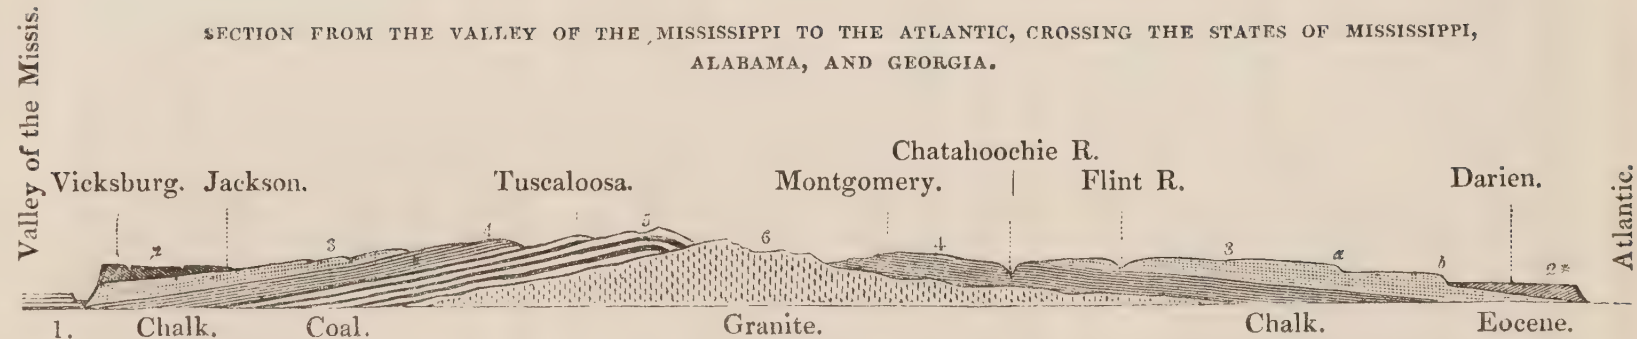 SECTION FROM THE VALLEY OF THE MISSISSIPPI TO THE ATLANTIC, CROSSING THE STATES OF MISSISSIPPI,
ALABAMA, AND GEORGIA.
Valley of the Missis.
Chatahoochie R.
Vicksburg. Jackson. Tuscaloosa. Montgomery. Flint R. Darien.
Atlantic.
2 3 4 5 6 4 3 a b 2*
1. Chalk. Coal. Granite. Chalk. Eocene.